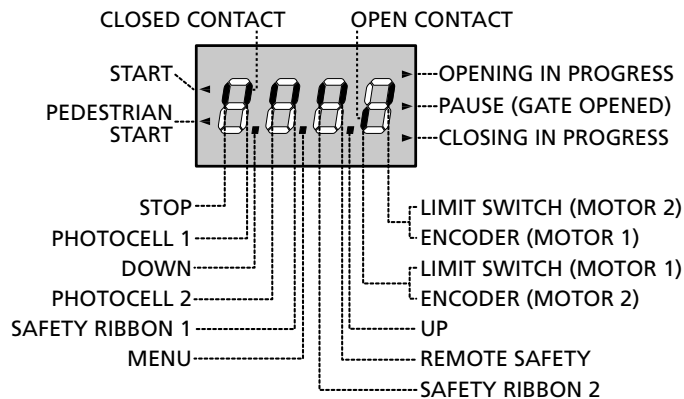 CLOSED CONTACT
OPEN CONTACT
START
PEDESTRIAN
START
OPENING IN PROGRESS
PAUSE (GATE OPENED)
CLOSING IN PROGRESS
STOP
PHOTOCELL 1
DOWN
PHOTOCELL 2
SAFETY RIBBON 1
MENU
LIMIT SWITCH (MOTOR 2)
ENCODER (MOTOR 1)
LIMIT SWITCH (MOTOR 1)
ENCODER (MOTOR 2)
UP
REMOTE SAFETY
SAFETY RIBBON 2